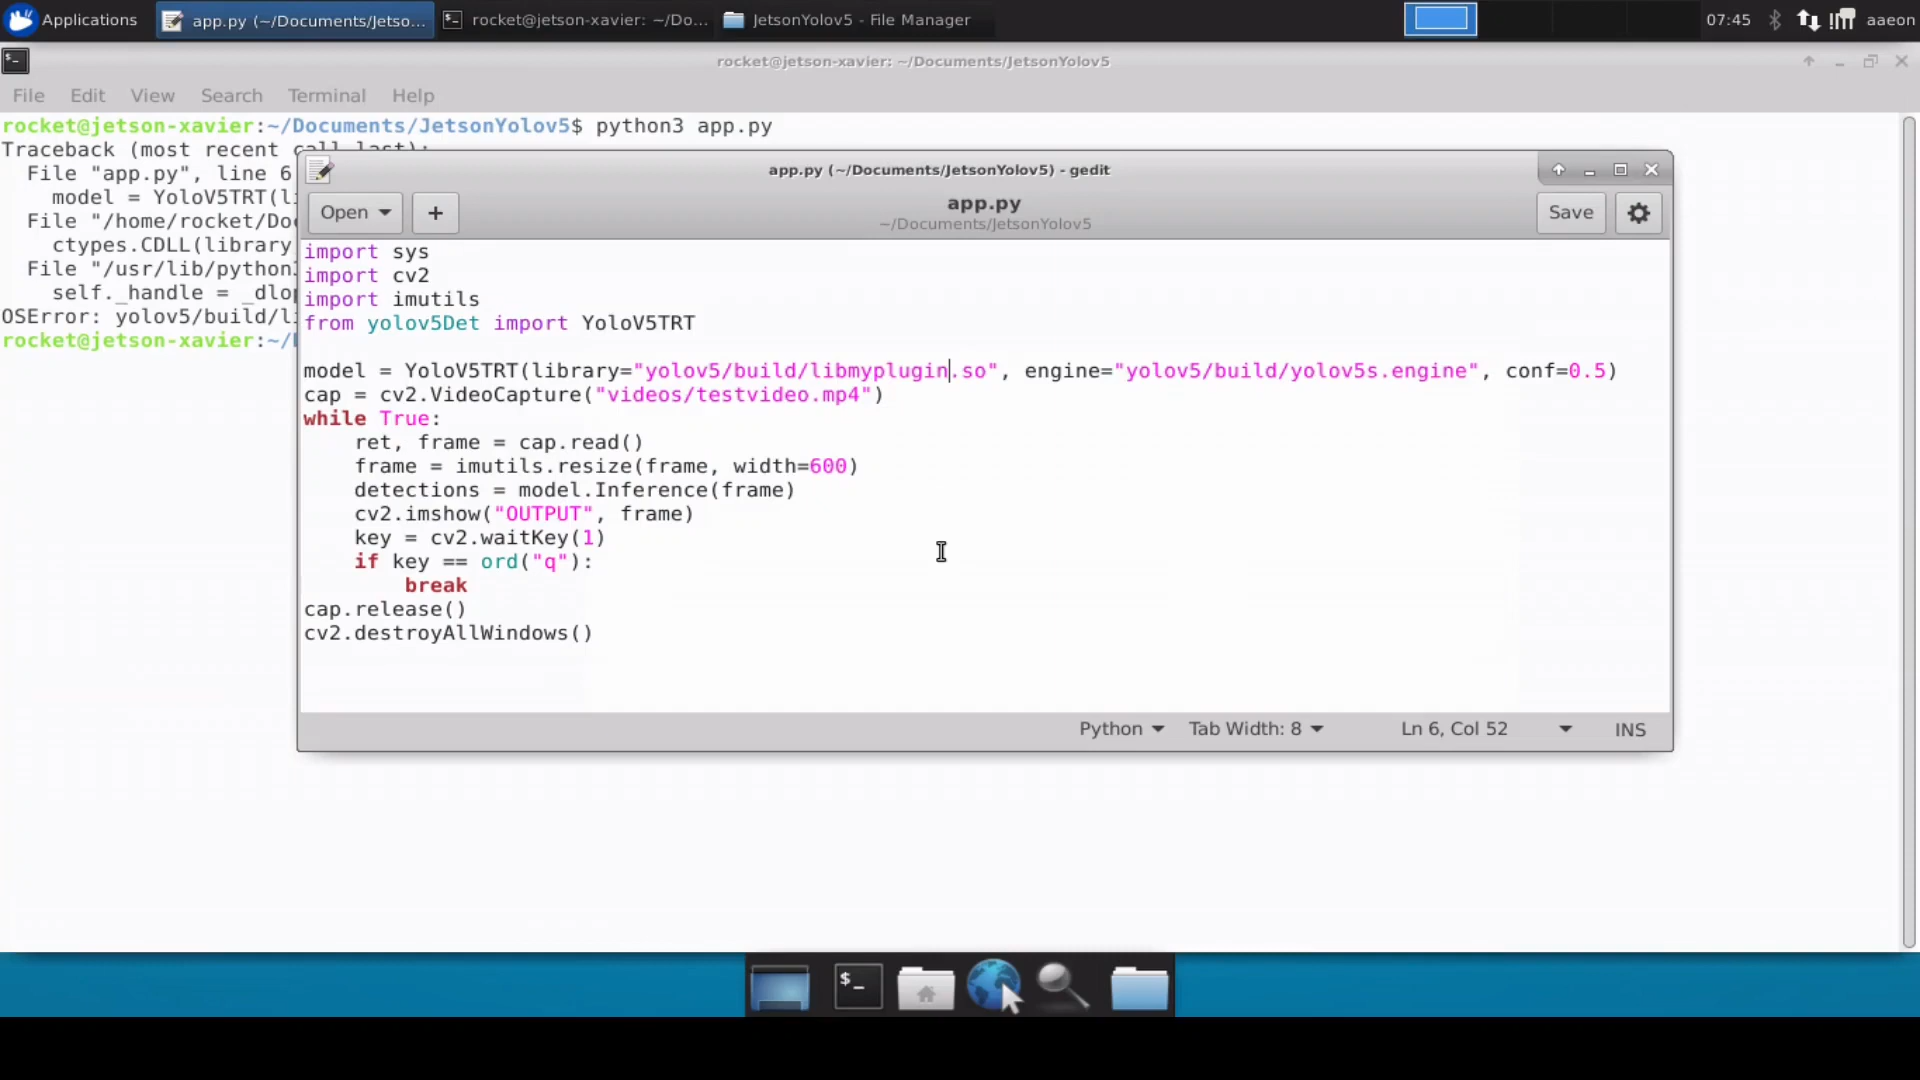 Applications
app.py (~/Documents/Jetso...
rocket@jetson-xavier: ~/Do...
JetsonYolov5 - File Manager
07:45
aaeon
rocket@jetson-xavier: ~/Documents/JetsonYolov5
File Edit View Search Terminal Help
rocket@jetson-xavier:~/Documents/JetsonYolov5$ python3 app.py
Traceback (most recent call last):
File "app.py", line 6
model = YoloV5TRT(li
File "/home/rocket/Doc
ctypes.CDLL(library
File "/usr/lib/python3
self._handle = _dlop
OSError: yolov5/build/li
rocket@jetson-xavier:~/
app.py (~/Documents/JetsonYolov5) - gedit
Open
+
app.py
~/Documents/JetsonYolov5
Save
import sys
import cv2
import imutils
from yolov5Det import YoloV5TRT
model = YoloV5TRT(library="yolov5/build/libmyplugin.so", engine="yolov5/build/yolov5s.engine", conf=0.5)
cap = cv2.VideoCapture("videos/testvideo.mp4")
while True:
ret, frame = cap.read()
frame = imutils.resize(frame, width=600)
detections = model.Inference(frame)
cv2.imshow("OUTPUT", frame)
key = cv2.waitKey(1)
if key == ord("q"):
break
cap.release()
cv2.destroyAllWindows()
Python
Tab Width: 8
Ln 6, Col 52
INS
$_